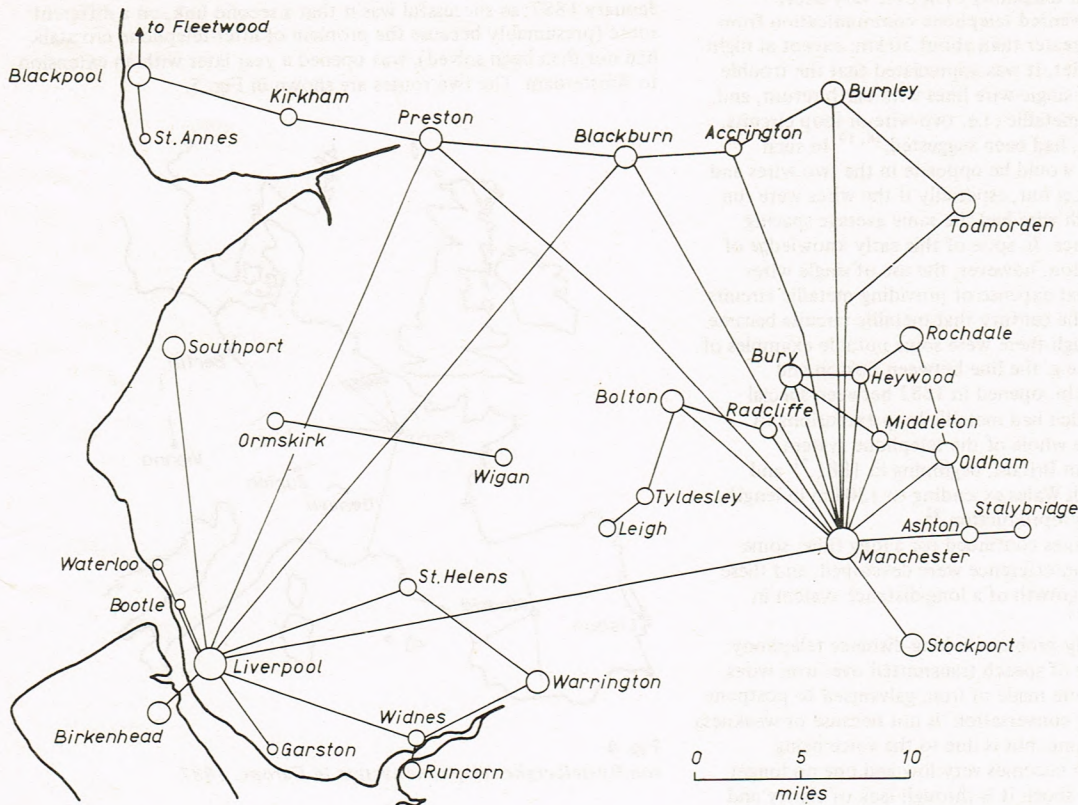 to Fleetwood
Blackpool
Kirkham
St. Annes
Preston
Blackburn
Accrington
Burnley
Todmorden
Southport
Rochdale
Bury
Heywood
Bolton
Radcliffe
Middleton
Ormskirk
Wigan
Oldham
Tyldesley
Leigh
Stalybridge
Ashton
Manchester
Waterloo
St. Helens
Bootle
Stockport
Liverpool
Warrington
Widnes
Birkenhead
Garston
Runcorn
0 5 10
miles